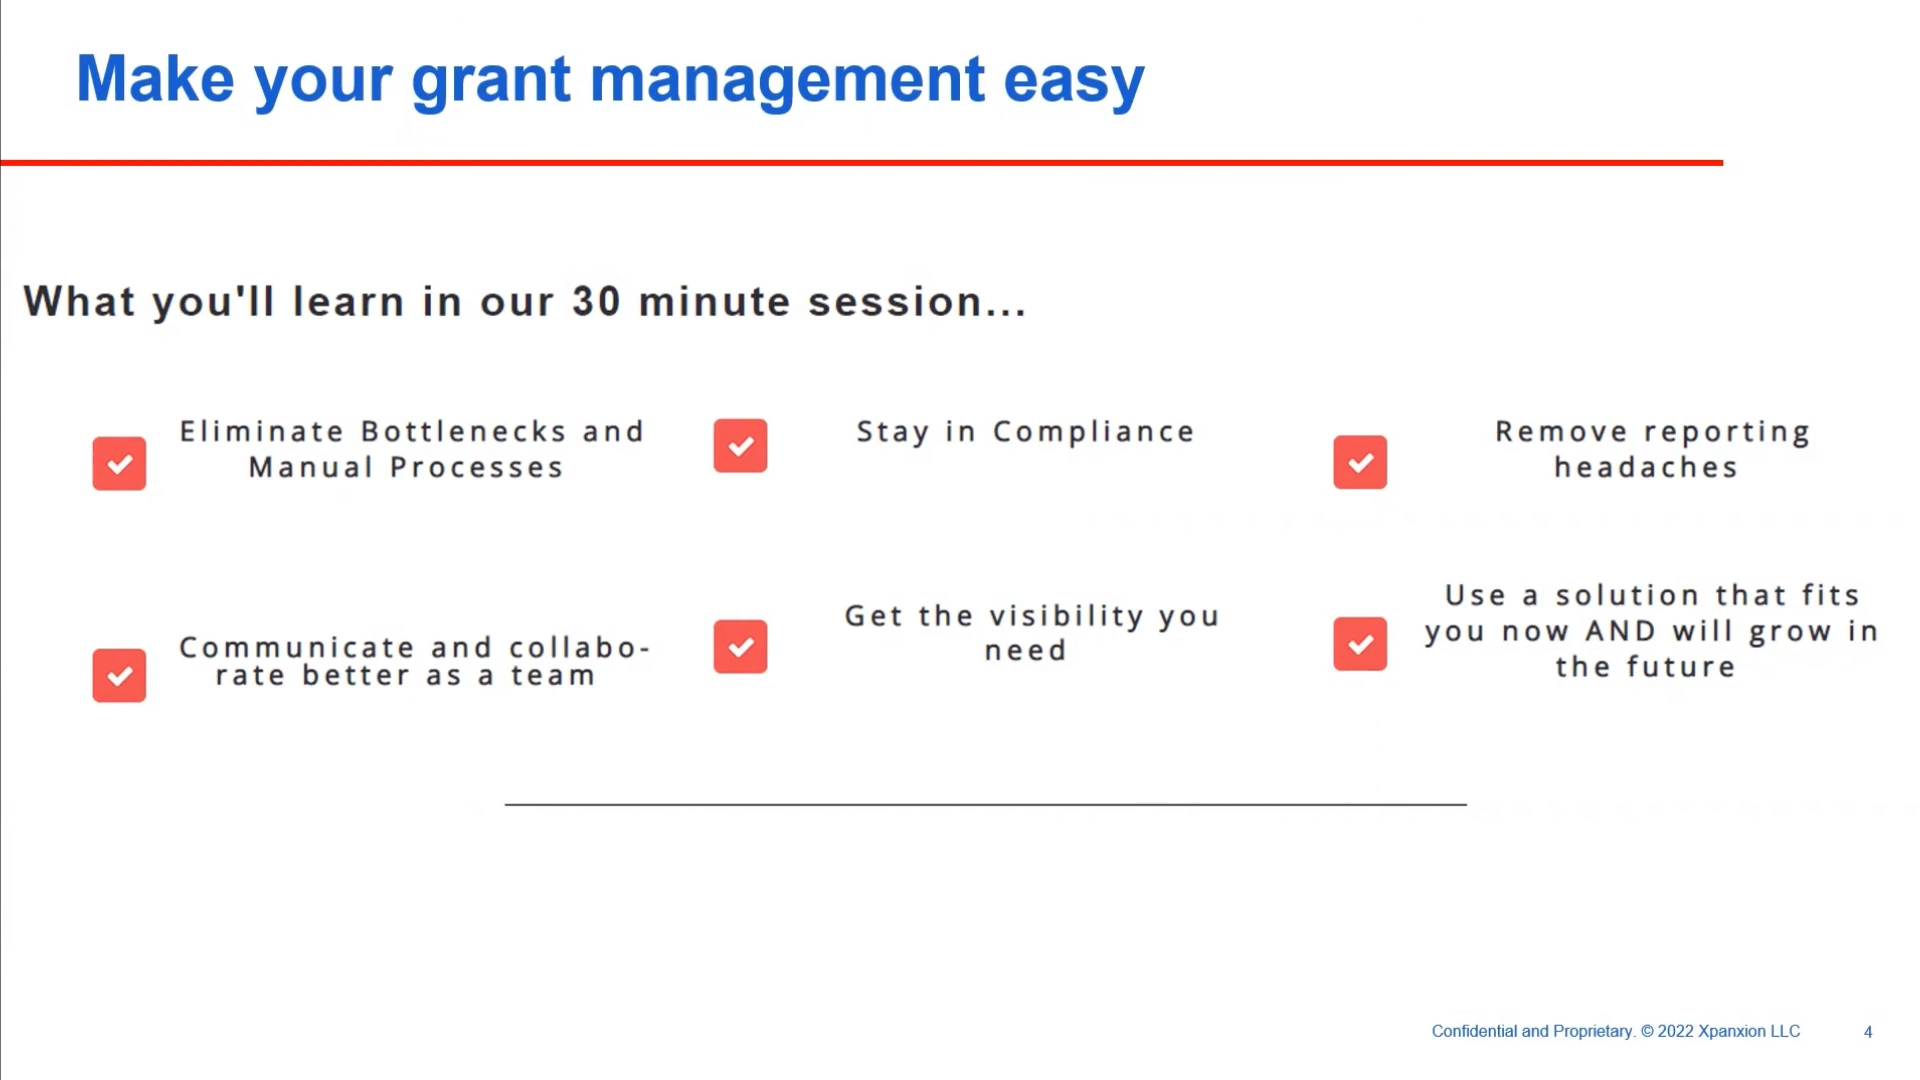 Make your grant management easy
What you'll learn in our 30 minute session...
Eliminate Bottlenecks and
Manual Processes
Stay in Compliance
Remove reporting
headaches
Communicate and collabo-
rate better as a team
Get the visibility you
need
Use a solution that fits
you now AND will grow in
the future
Confidential and Proprietary. © 2022 Xpanxion LLC
4